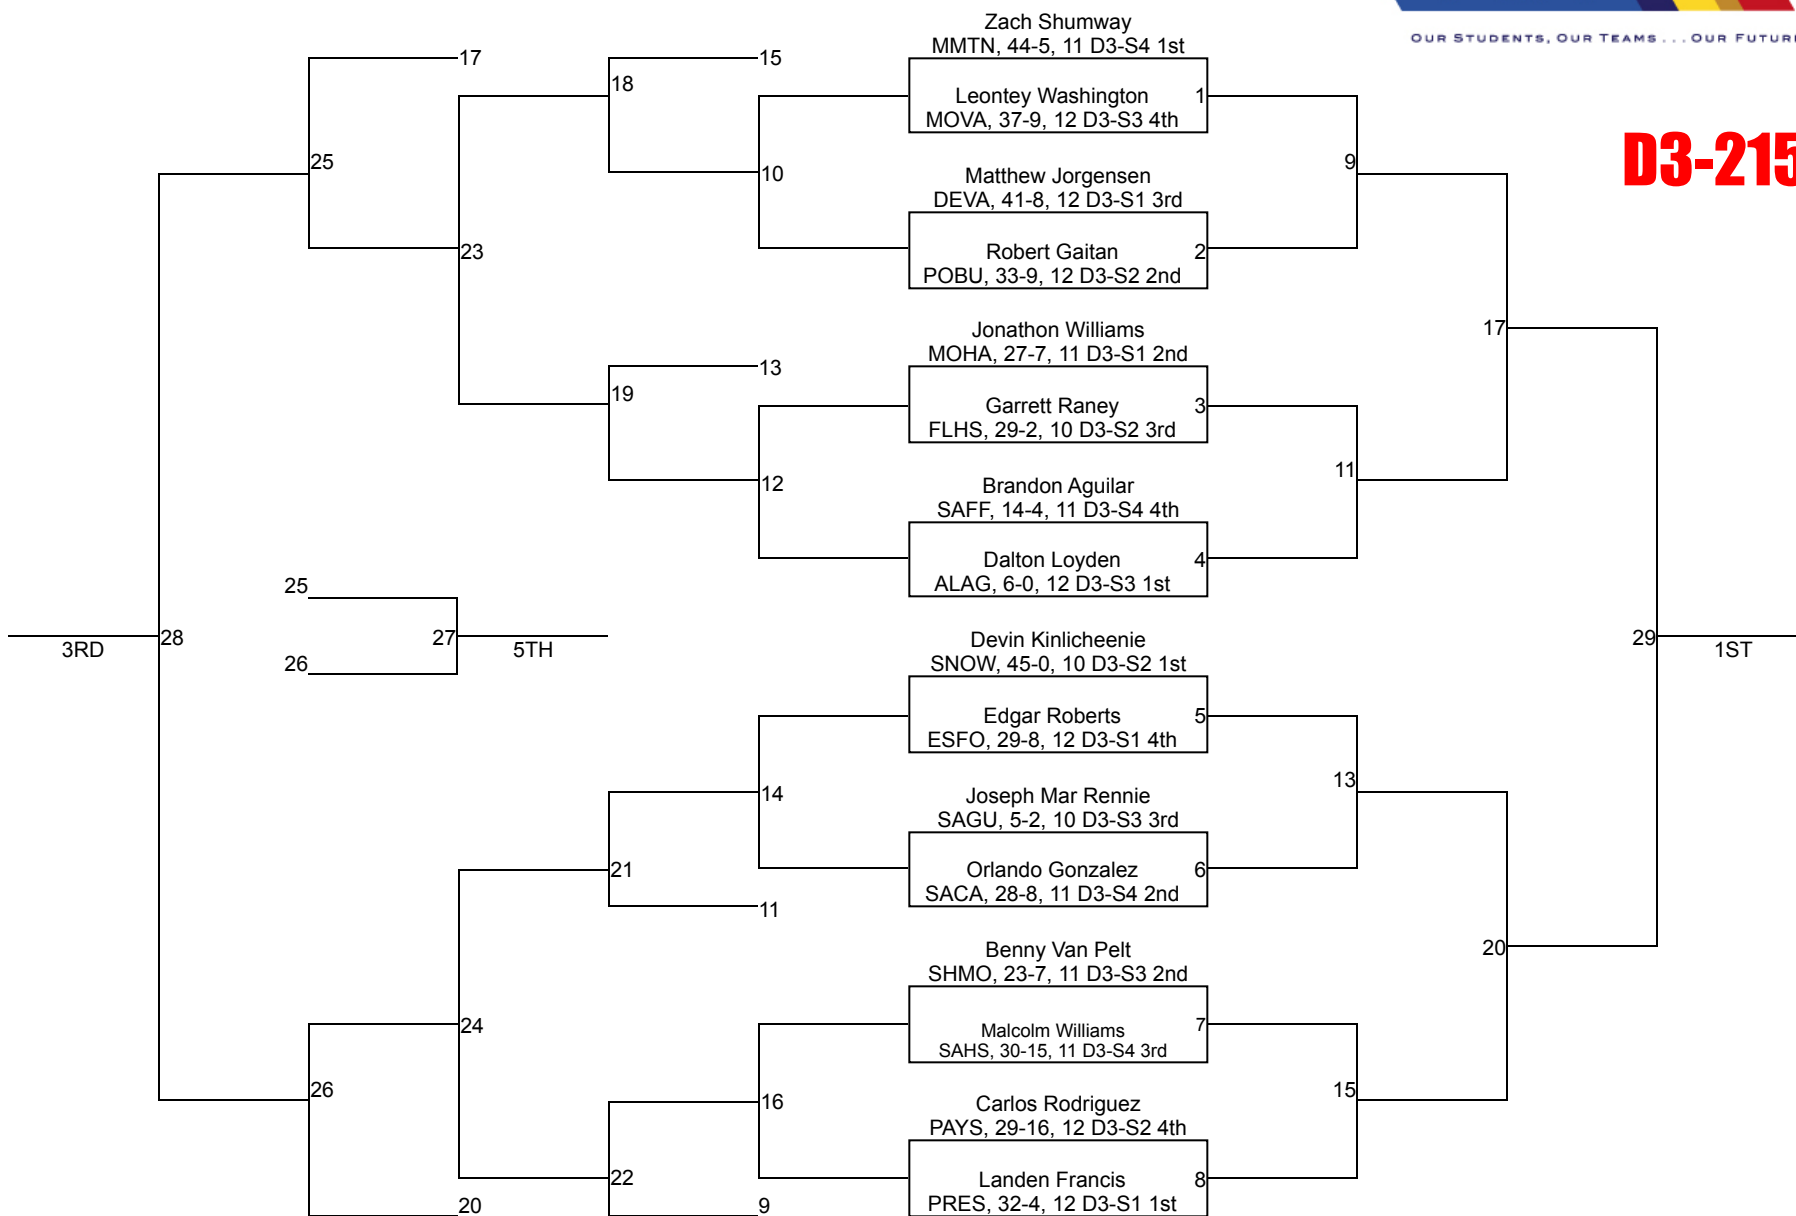 OUR STUDENTS, OUR TEAMS . . . OUR FUTURE
D3-215
Zach Shumway
MMTN, 44-5, 11 D3-S4 1st
17
15
18
Leontey Washington 1
MOVA, 37-9, 12 D3-S3 4th
25
10
9
Matthew Jorgensen
DEVA, 41-8, 12 D3-S1 3rd
23
Robert Gaitan 2
POBU, 33-9, 12 D3-S2 2nd
17
Jonathon Williams
MOHA, 27-7, 11 D3-S1 2nd
13
19
Garrett Raney 3
FLHS, 29-2, 10 D3-S2 3rd
12
11
Brandon Aguilar
SAFF, 14-4, 11 D3-S4 4th
Dalton Loyden 4
ALAG, 6-0, 12 D3-S3 1st
25
28
27
29
3RD
5TH
1ST
26
Devin Kinlicheenie
SNOW, 45-0, 10 D3-S2 1st
Edgar Roberts 5
ESFO, 29-8, 12 D3-S1 4th
14
13
Joseph Mar Rennie
SAGU, 5-2, 10 D3-S3 3rd
21
Orlando Gonzalez 6
SACA, 28-8, 11 D3-S4 2nd
11
20
Benny Van Pelt
SHMO, 23-7, 11 D3-S3 2nd
24
Malcolm Williams 7
SAHS, 30-15, 11 D3-S4 3rd
26
16
15
Carlos Rodriguez
PAYS, 29-16, 12 D3-S2 4th
22
Landen Francis 8
PRES, 32-4, 12 D3-S1 1st
20
9